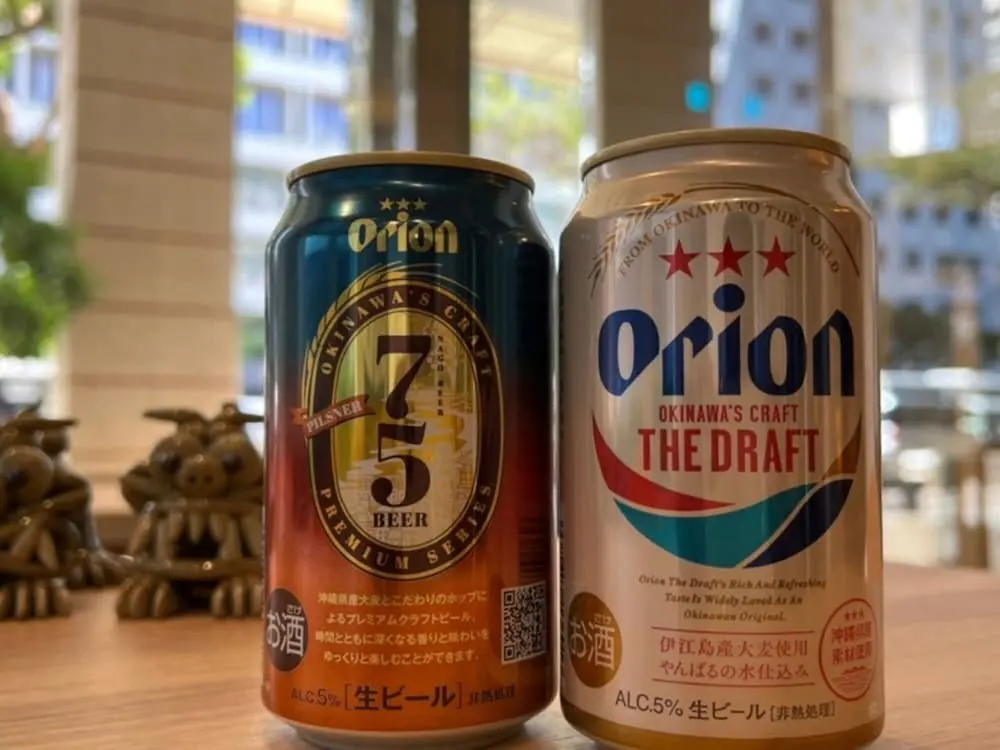 Orion
OKINAWA'S CRAFT
7
5
NAGO BEER
PILSNER
BEER
PREMIUM SERIES
沖縄県産大麦とこだわりのホップに
よるプレミアムクラフトビール。
時間とともに深くなる香りと味わいを
ゆっくりと楽しむことができます。
お酒
ALC.5% [生ビール] 非熱処理
FROM OKINAWA TO THE WORLD
Orion
OKINAWA'S CRAFT
THE DRAFT
Orion The Draft's Rich And Refreshing
Taste Is Widely Loved As An
Okinawan Original.
お酒
伊江島産大麦使用
やんばるの水仕込み
沖縄県産
素材使用
ALC.5% 生ビール [非熱処理]